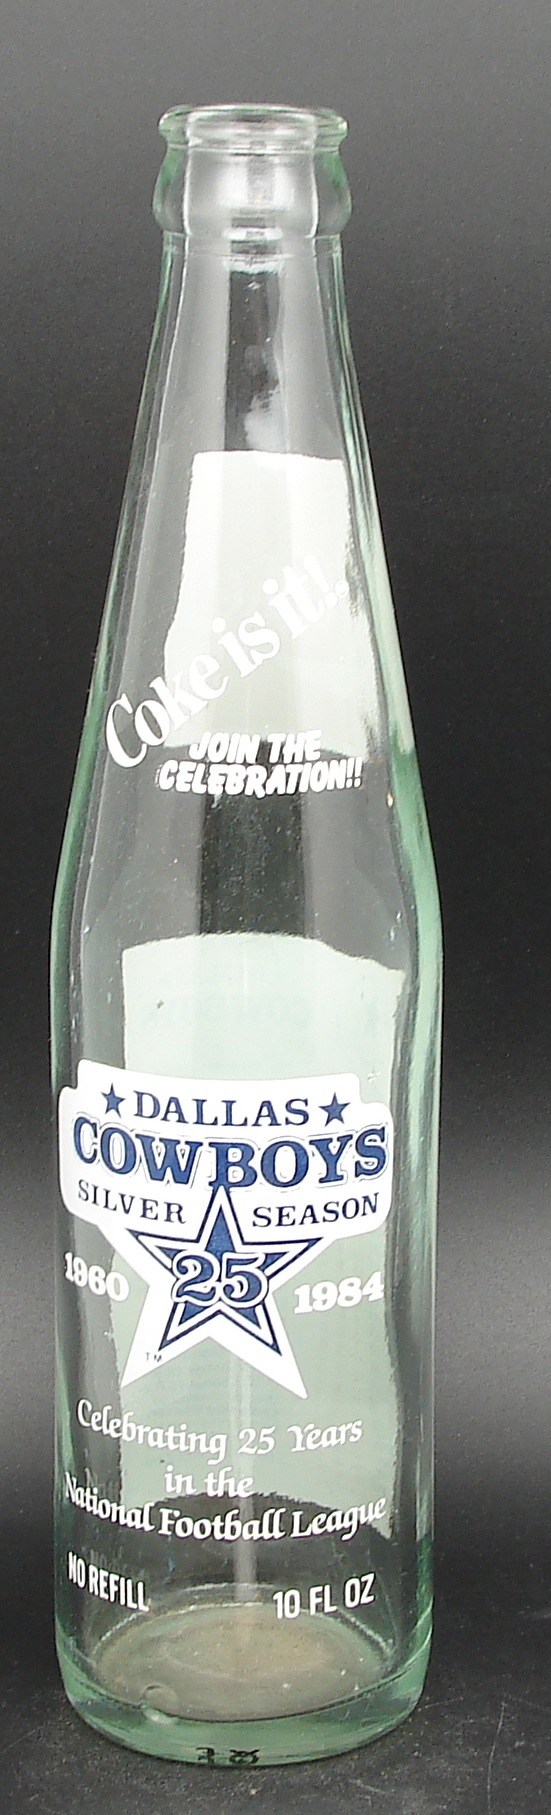 Coke is it!
JOIN THE
CELEBRATION!!
DALLAS
COWBOYS
SILVER SEASON
25
1960 1984
TM
Celebrating 25 Years
in the
National Football League
NO REFILL 10 FL OZ